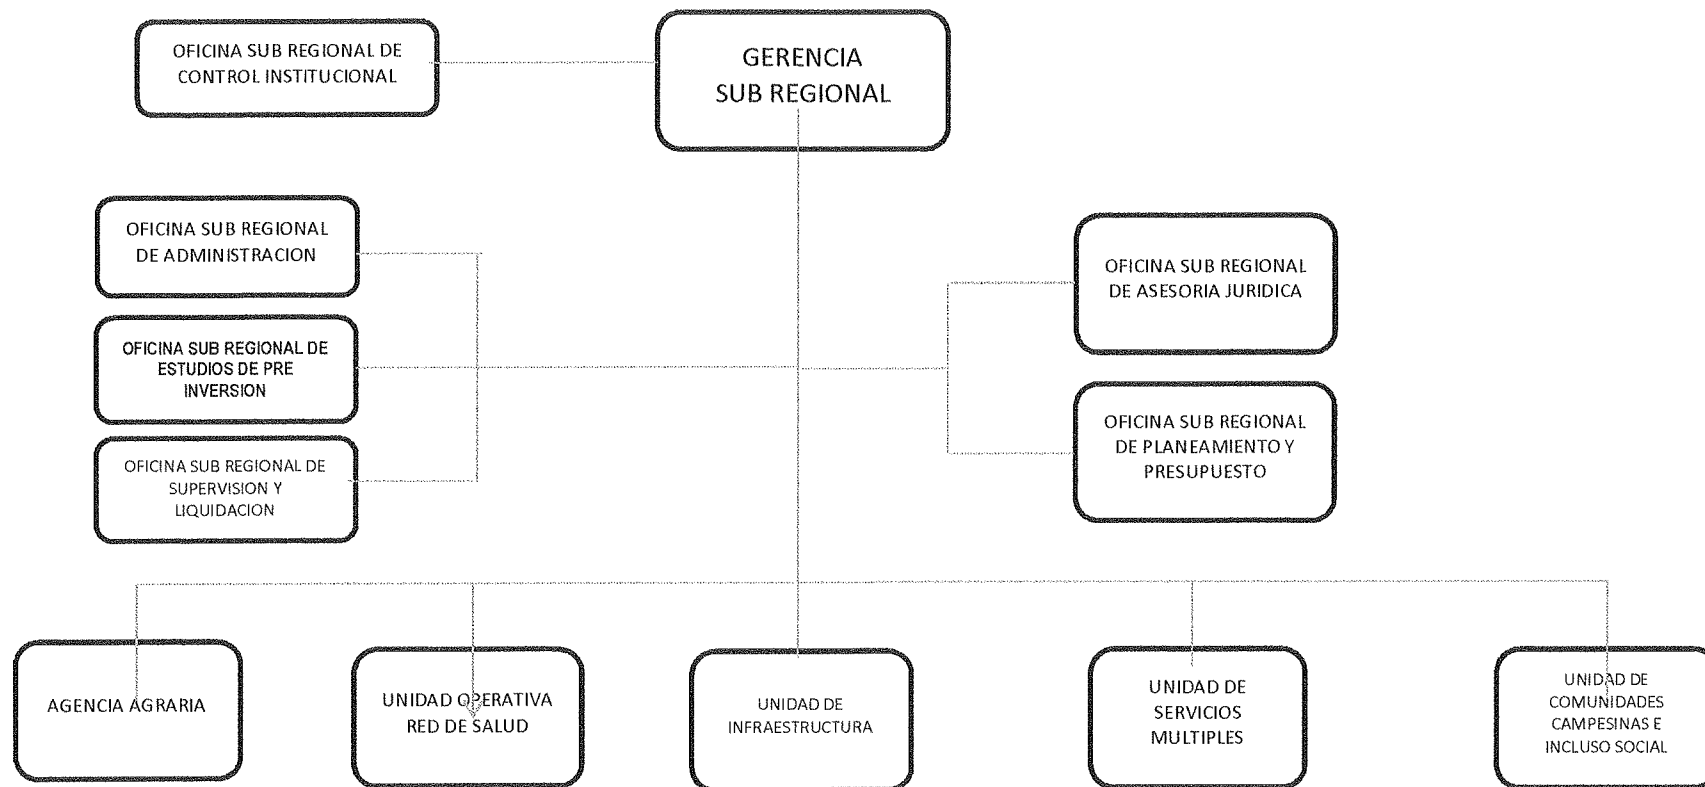 OFICINA SUB REGIONAL DE
CONTROL INSTITUCIONAL
GERENCIA
SUB REGIONAL
OFICINA SUB REGIONAL
DE ADMINISTRACION
OFICINA SUB REGIONAL
DE ASESORIA JURIDICA
OFICINA SUB REGIONAL DE
ESTUDIOS DE PRE
INVERSION
OFICINA SUB REGIONAL
DE PLANEAMIENTO Y
PRESUPUESTO
OFICINA SUB REGIONAL DE
SUPERVISION Y
LIQUIDACION
AGENCIA AGRARIA
UNIDAD OPERATIVA
RED DE SALUD
UNIDAD DE
INFRAESTRUCTURA
UNIDAD DE
SERVICIOS
MULTIPLES
UNIDAD DE
COMUNIDADES
CAMPESINAS E
INCLUSO SOCIAL